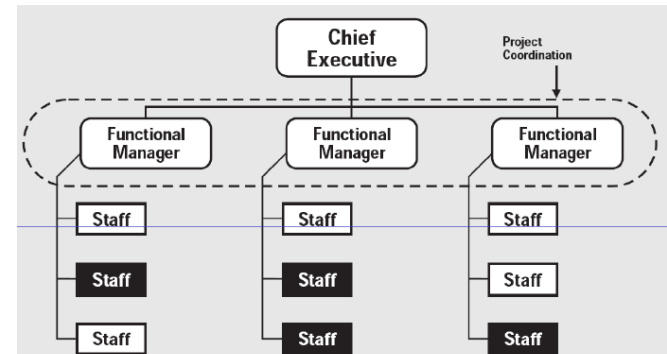 Chief
Executive
Project
Coordination
Functional
Manager
Functional
Manager
Functional
Manager
Staff
Staff
Staff
Staff
Staff
Staff
Staff
Staff
Staff